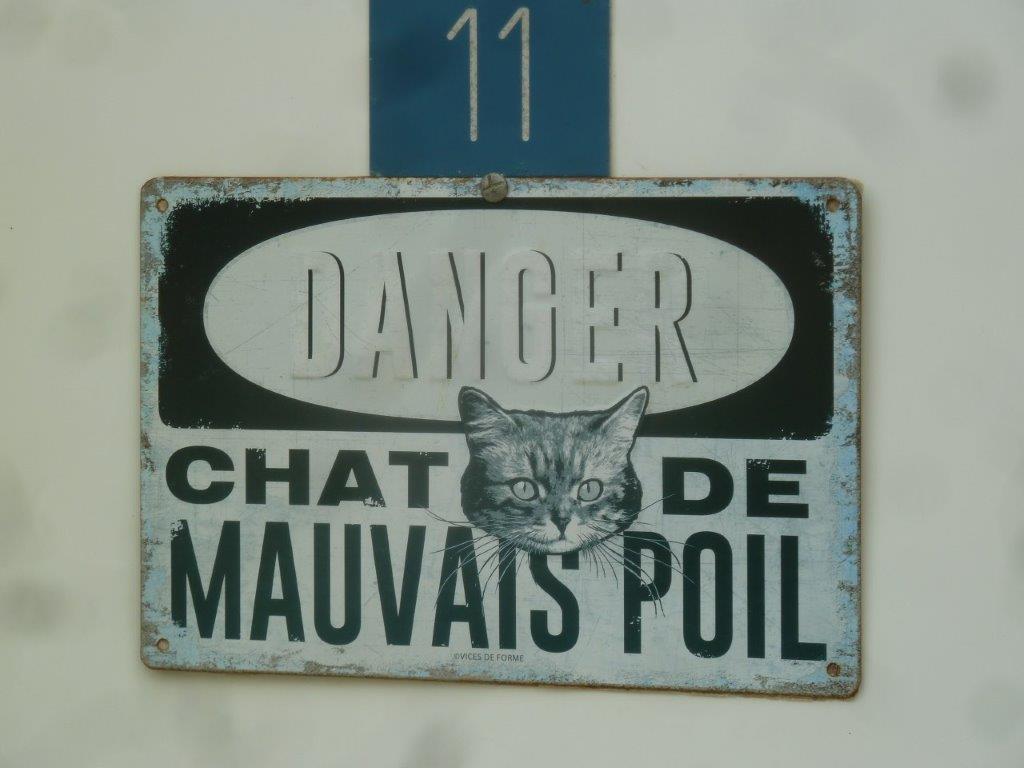 11
DANGER
CHAT DE
MAUVAIS POIL
©VICES DE FORME